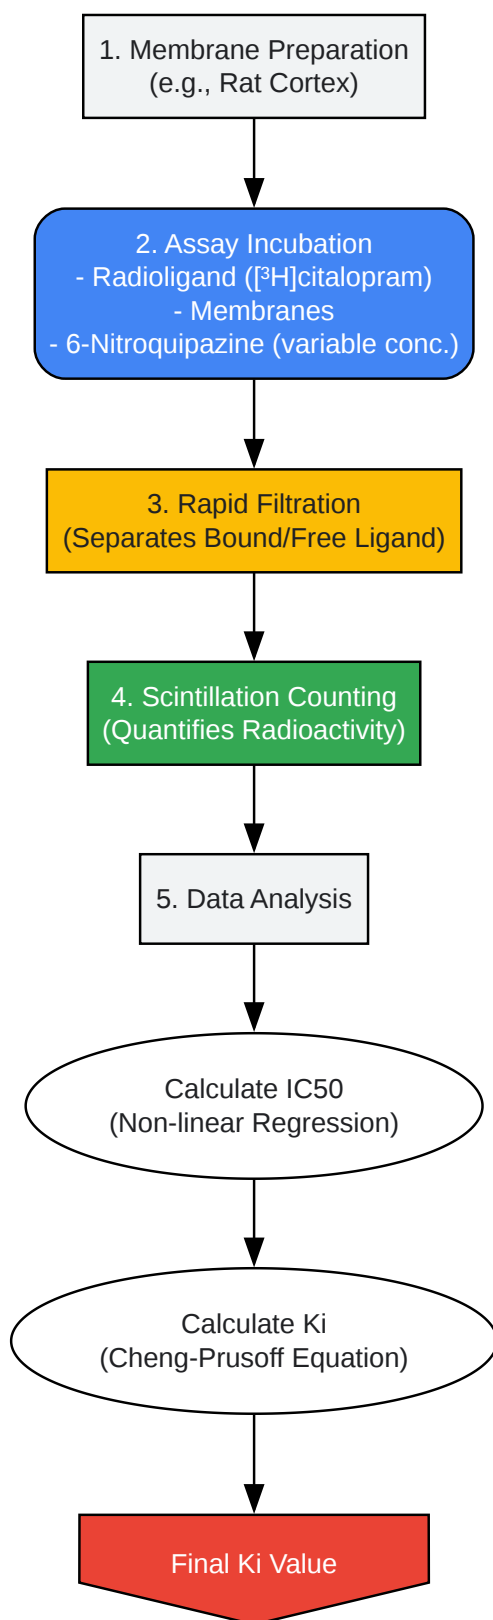 1. Membrane Preparation
(e.g., Rat Cortex)
2. Assay Incubation
- Radioligand ([³H]citalopram)
- Membranes
- 6-Nitroquipazine (variable conc.)
3. Rapid Filtration
(Separates Bound/Free Ligand)
4. Scintillation Counting
(Quantifies Radioactivity)
5. Data Analysis
Calculate IC50
(Non-linear Regression)
Calculate Ki
(Cheng-Prusoff Equation)
Final Ki Value